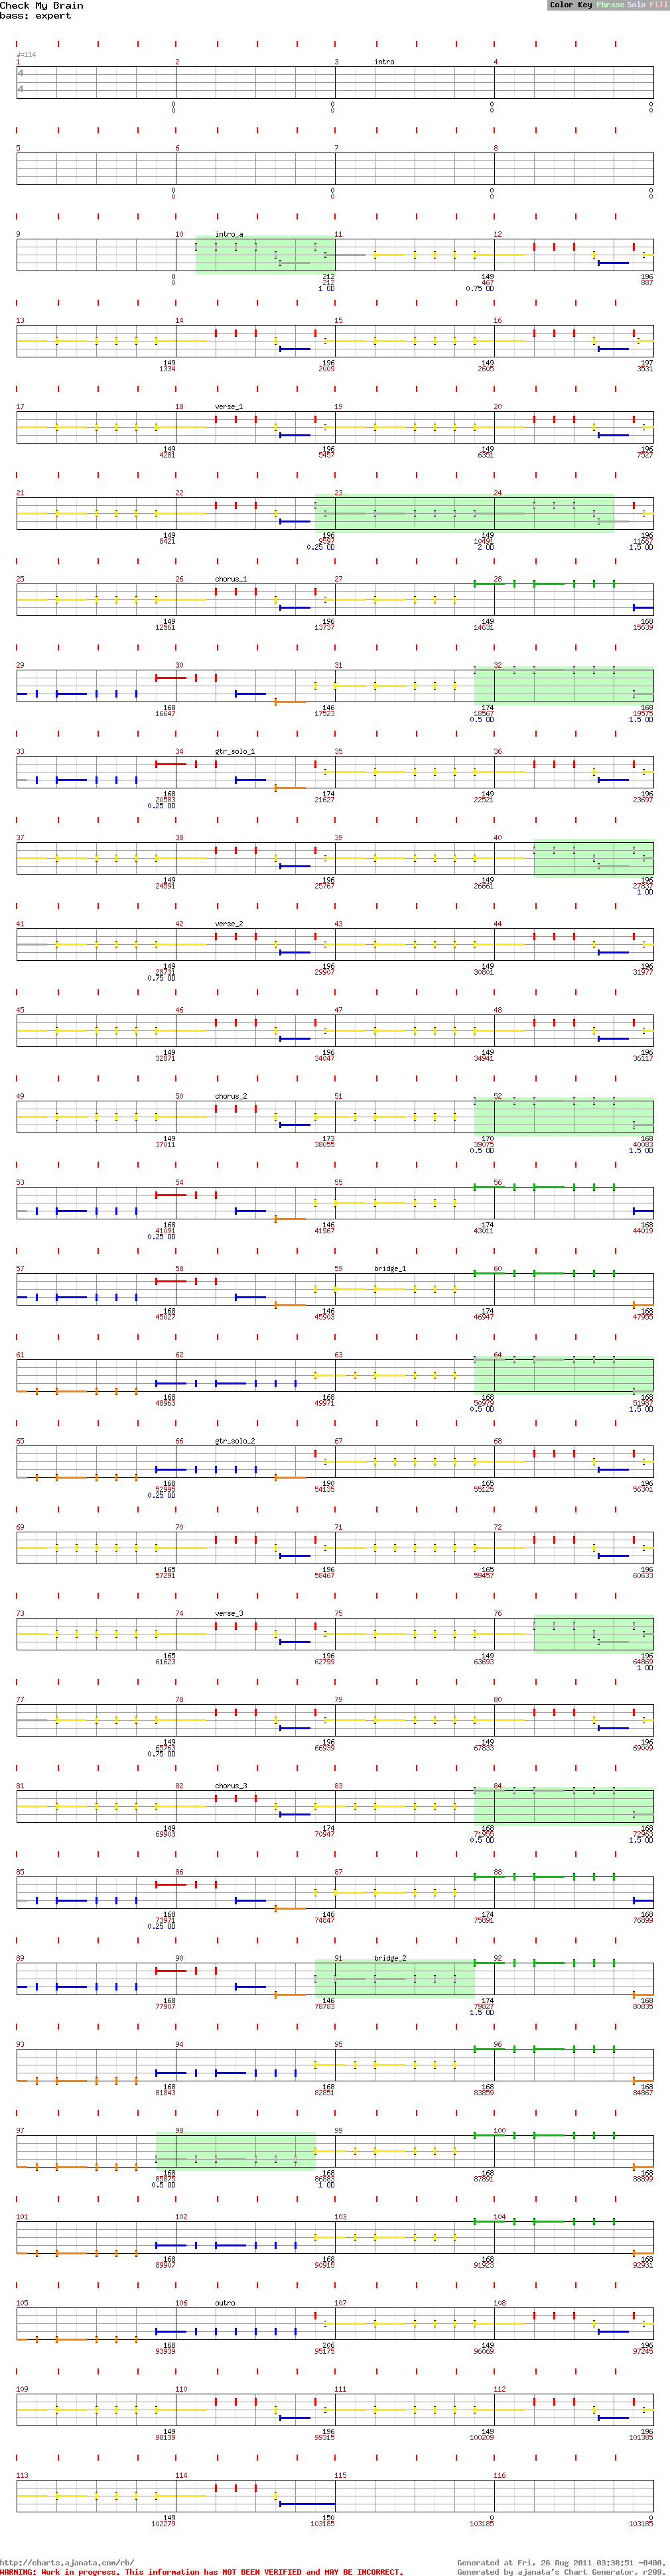 Check My Brain
bass: expert
Color Key Phrase Solo Fill
♩=114
1 2 3 intro 4
4
4
0 0 0 0
0 0 0 0
5 6 7 8
0 0 0 0
0 0 0 0
9 10 intro_a 11 12
0 212 149 196
0 212 467 887
1 OD 0.75 OD
13 14 15 16
149 196 149 197
1334 2009 2605 3531
17 18 verse_1 19 20
149 196 149 196
4281 5457 6351 7527
21 22 23 24
149 196 149 196
8421 9597 10491 11667
0.25 OD 2 OD 1.5 OD
25 26 chorus_1 27 28
149 196 149 168
12561 13737 14631 15639
29 30 31 32
168 146 174 168
16647 17523 18567 19575
0.5 OD 1.5 OD
33 34 gtr_solo_1 35 36
168 174 149 196
20583 21627 22521 23697
0.25 OD
37 38 39 40
149 196 149 196
24591 25767 26661 27837
1 OD
41 42 verse_2 43 44
149 196 149 196
28731 29907 30801 31977
0.75 OD
45 46 47 48
149 196 149 196
32871 34047 34941 36117
49 50 chorus_2 51 52
149 173 170 168
37011 38055 39075 40083
0.5 OD 1.5 OD
53 54 55 56
168 146 174 168
41091 41967 43011 44019
0.25 OD
57 58 59 bridge_1 60
168 146 174 168
45027 45903 46947 47955
61 62 63 64
168 168 168 168
48963 49971 50979 51987
0.5 OD 1.5 OD
65 66 gtr_solo_2 67 68
168 190 165 196
52995 54135 55125 56301
0.25 OD
69 70 71 72
165 196 165 196
57291 58467 59457 60633
73 74 verse_3 75 76
165 196 149 196
61623 62799 63693 64869
1 OD
77 78 79 80
149 196 149 196
65763 66939 67833 69009
0.75 OD
81 82 chorus_3 83 84
149 174 168 168
69903 70947 71955 72963
0.5 OD 1.5 OD
85 86 87 88
168 146 174 168
73971 74847 75891 76899
0.25 OD
89 90 91 bridge_2 92
168 146 174 168
77907 78783 79827 80835
1.5 OD
93 94 95 96
168 168 168 168
81843 82851 83859 84867
97 98 99 100
168 168 168 168
85875 86883 87891 88899
0.5 OD 1 OD
101 102 103 104
168 168 168 168
89907 90915 91923 92931
105 106 outro 107 108
168 206 149 196
93939 95175 96069 97245
109 110 111 112
149 196 149 196
98139 99315 100209 101385
113 114 115 116
149 150 0 0
102279 103185 103185 103185
http://charts.ajanata.com/rb/
Generated at Fri, 26 Aug 2011 03:38:51 -0400.
WARNING: Work in progress. This information has NOT BEEN VERIFIED and MAY BE INCORRECT.
Generated by ajanata's Chart Generator, r299.